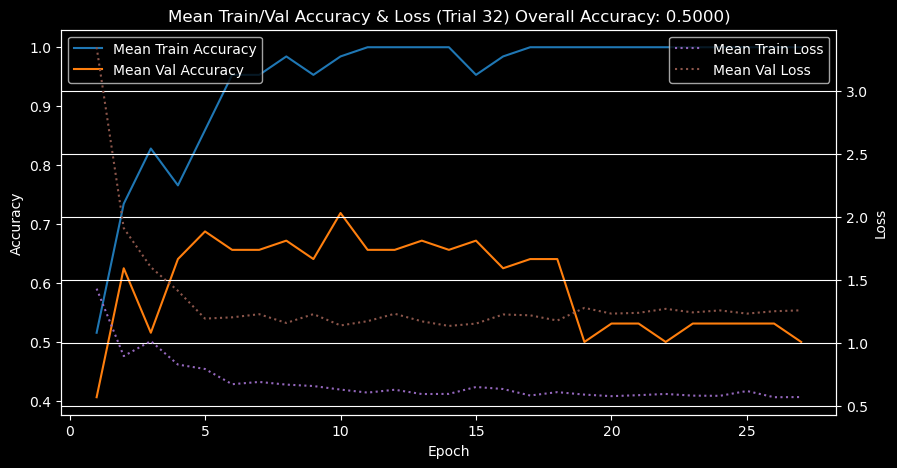 Mean Train/Val Accuracy & Loss (Trial 32) Overall Accuracy: 0.5000)
Mean Train Accuracy
Mean Val Accuracy
Mean Train Loss
Mean Val Loss
1.0
0.9
0.8
0.7
0.6
0.5
0.4
Accuracy
3.0
2.5
2.0
1.5
1.0
0.5
Loss
0
5
10
15
20
25
Epoch